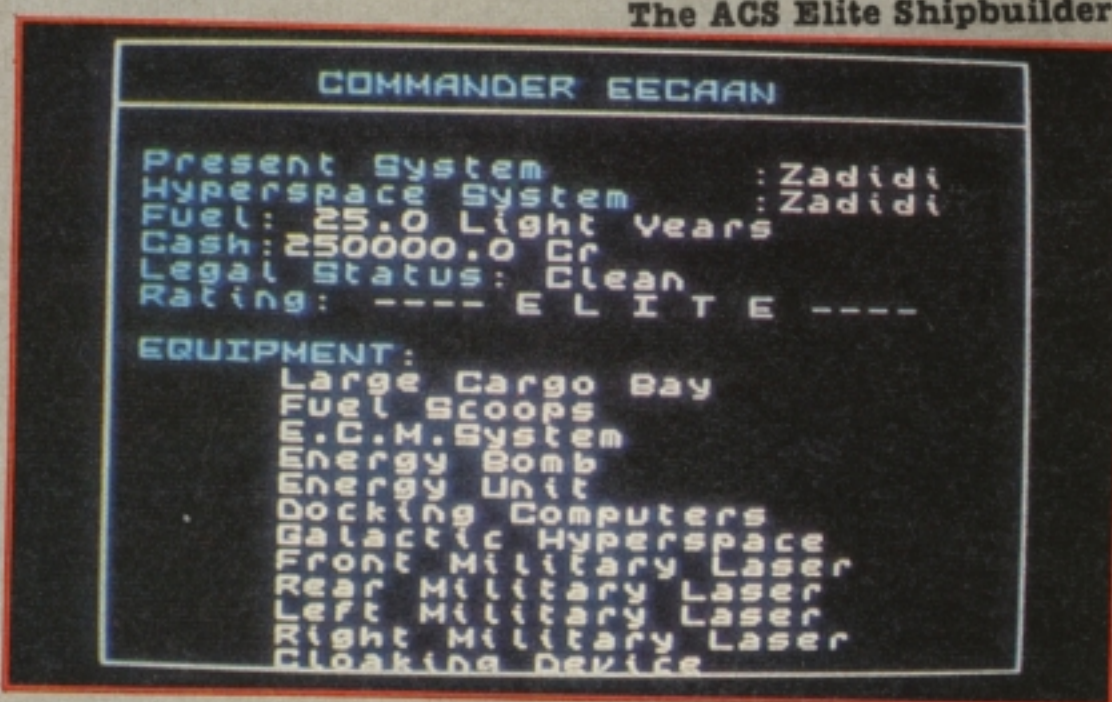 The ACS Elite Shipbuilder
COMMANDER EECAAN
Present System :Zadidi
Hyperspace System :Zadidi
Fuel: 25.0 Light Years
Cash:250000.0 Cr
Legal Status: Clean
Rating: ---- E L I T E ----
EQUIPMENT:
Large Cargo Bay
Fuel Scoops
E.C.M.System
Energy Bomb
Energy Unit
Docking Computers
Galactic Hyperspace
Front Military Laser
Rear Military Laser
Left Military Laser
Right Military Laser
Cloaking Device